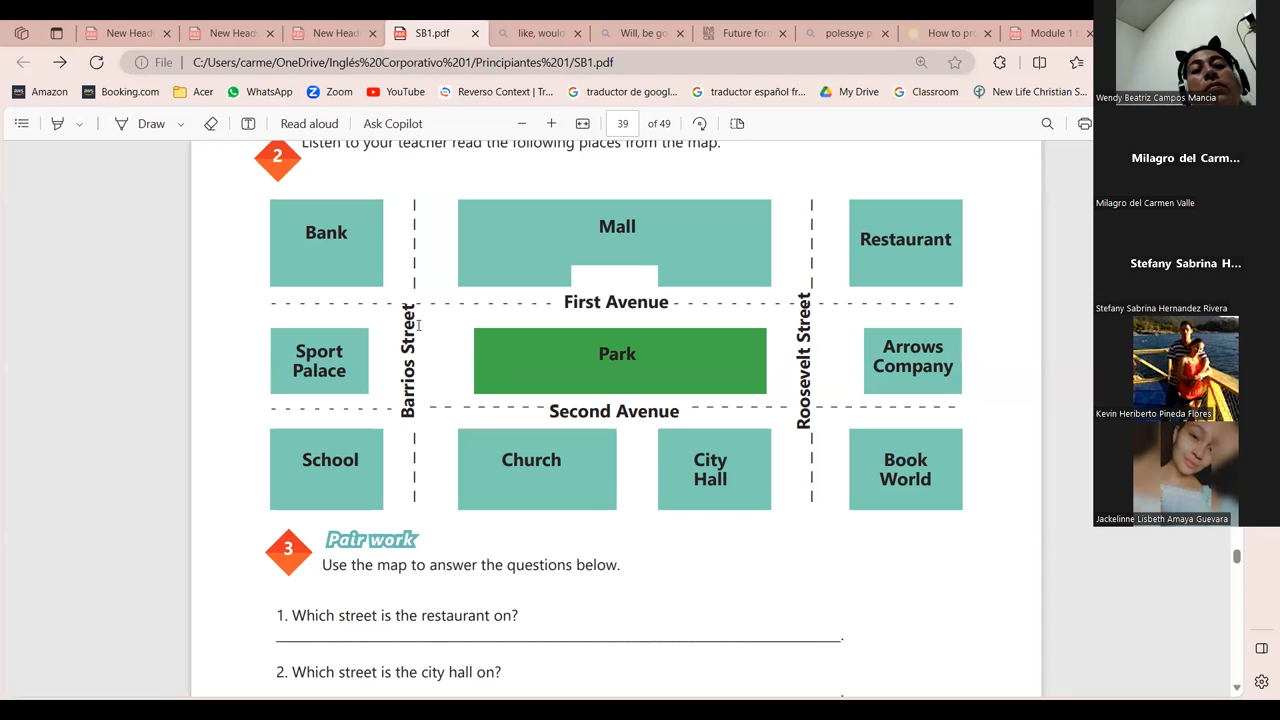 New Head
New Head
New Head
SB1.pdf
like, would
Will, be go
Future for
polessye p
How to pro
Module 1
File
C:/Users/carme/OneDrive/Inglés%20Corporativo%201/Principiantes%201/SB1.pdf
Amazon
Booking.com
Acer
WhatsApp
Zoom
YouTube
Reverso Context | Tr...
traductor de googl...
traductor español fr...
My Drive
Classroom
New Life Christian S...
Draw
Read aloud
Ask Copilot
39 of 49
2
Listen to your teacher read the following places from the map.
Bank
Mall
Restaurant
First Avenue
Sport
Palace
Barrios Street
Park
Roosevelt Street
Arrows
Company
Second Avenue
School
Church
City
Hall
Book
World
3
Pair work
Use the map to answer the questions below.
1. Which street is the restaurant on?
2. Which street is the city hall on?
Wendy Beatriz Campos Mancia
Milagro del Carm...
Milagro del Carmen Valle
Stefany Sabrina H...
Stefany Sabrina Hernandez Rivera
Kevin Heriberto Pineda Flores
Jackelinne Lisbeth Amaya Guevara